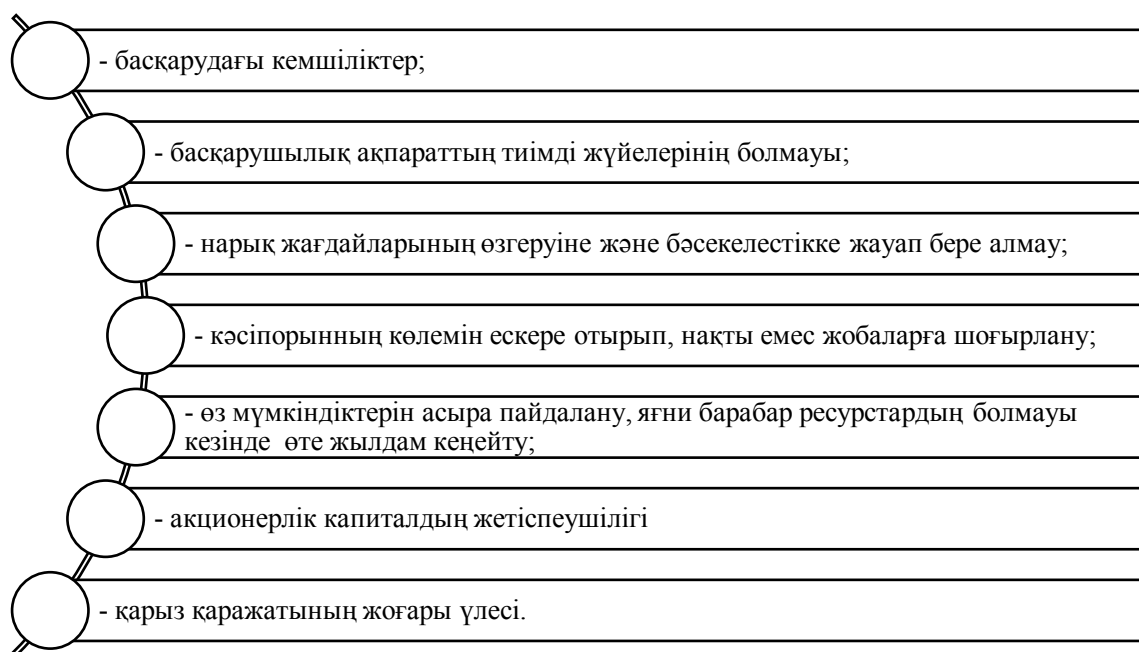 - басқарудағы кемшіліктер;
- басқарушылық ақпараттың тиімді жүйелерінің болмауы;
- нарық жағдайларының өзгеруіне және бәсекелестікке жауап бере алмау;
- кәсіпорынның көлемін ескере отырып, нақты емес жобаларға шоғырлану;
- өз мүмкіндіктерін асыра пайдалану, яғни барабар ресурстардың болмауы
кезінде  өте жылдам кеңейту;
- акционерлік капиталдың жетіспеушілігі
- қарыз қаражатының жоғары үлесі.